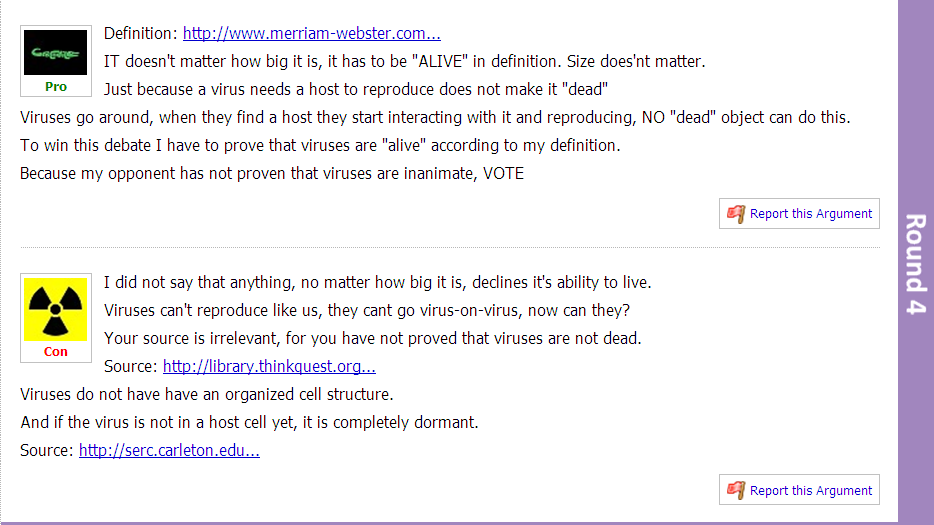 Definition: http://www.merriam-webster.com...
IT doesn't matter how big it is, it has to be "ALIVE" in definition. Size does'nt matter.
Pro
Just because a virus needs a host to reproduce does not make it "dead"
Viruses go around, when they find a host they start interacting with it and reproducing, NO "dead" object can do this.
To win this debate I have to prove that viruses are "alive" according to my definition.
Because my opponent has not proven that viruses are inanimate, VOTE
Report this Argument
Round 4
I did not say that anything, no matter how big it is, declines it's ability to live.
Viruses can't reproduce like us, they cant go virus-on-virus, now can they?
Your source is irrelevant, for you have not proved that viruses are not dead.
Con
Source: http://library.thinkquest.org...
Viruses do not have have an organized cell structure.
And if the virus is not in a host cell yet, it is completely dormant.
Source: http://serc.carleton.edu...
Report this Argument